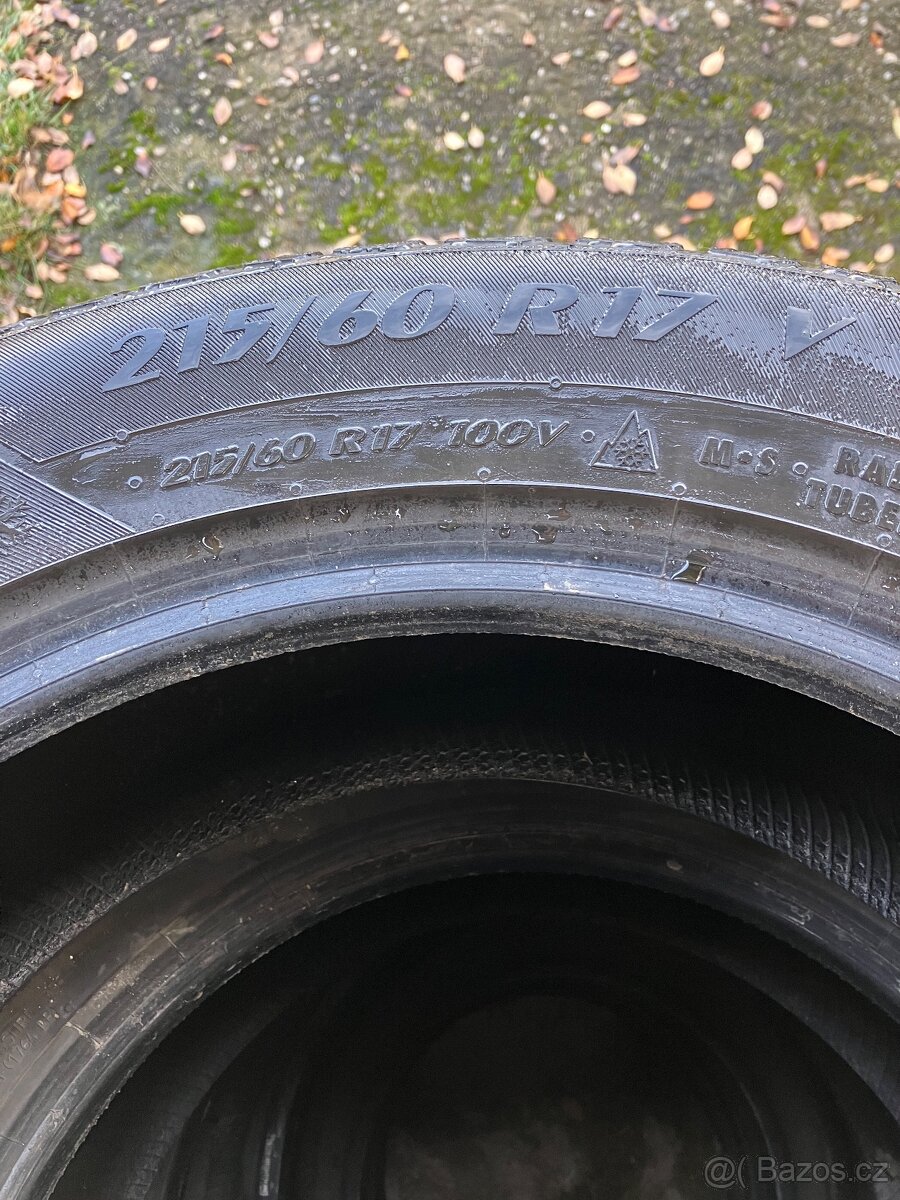 215/60 R17 V
215/60 R17 100V M•S
TUBE
@( Bazos.cz